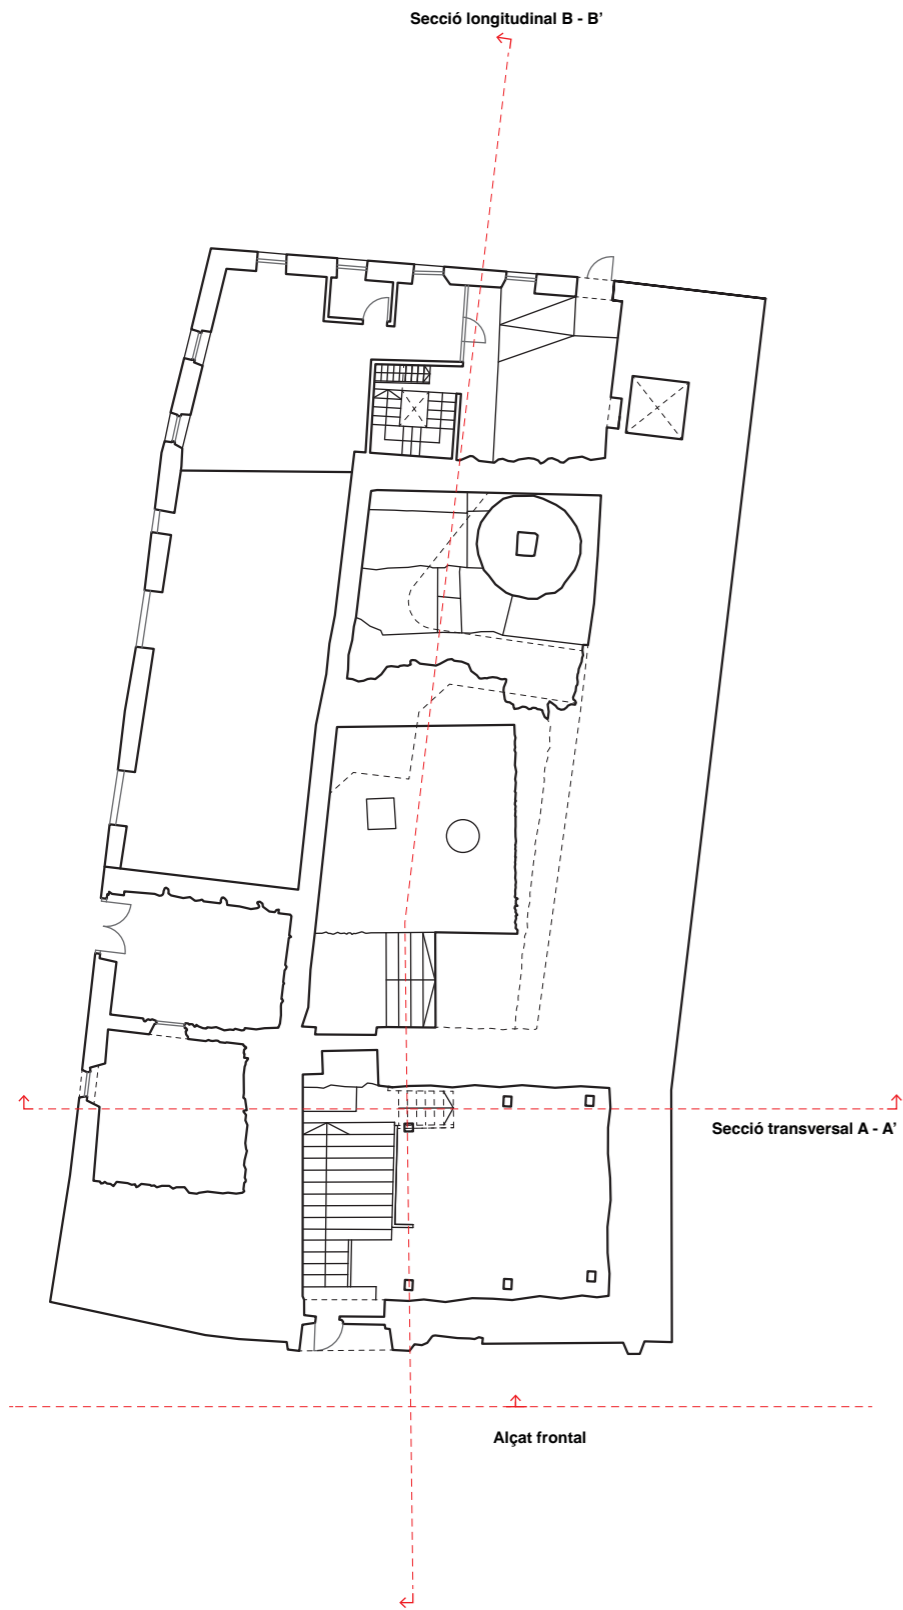 Secció longitudinal B - B’
Secció transversal A - A’
Alçat frontal